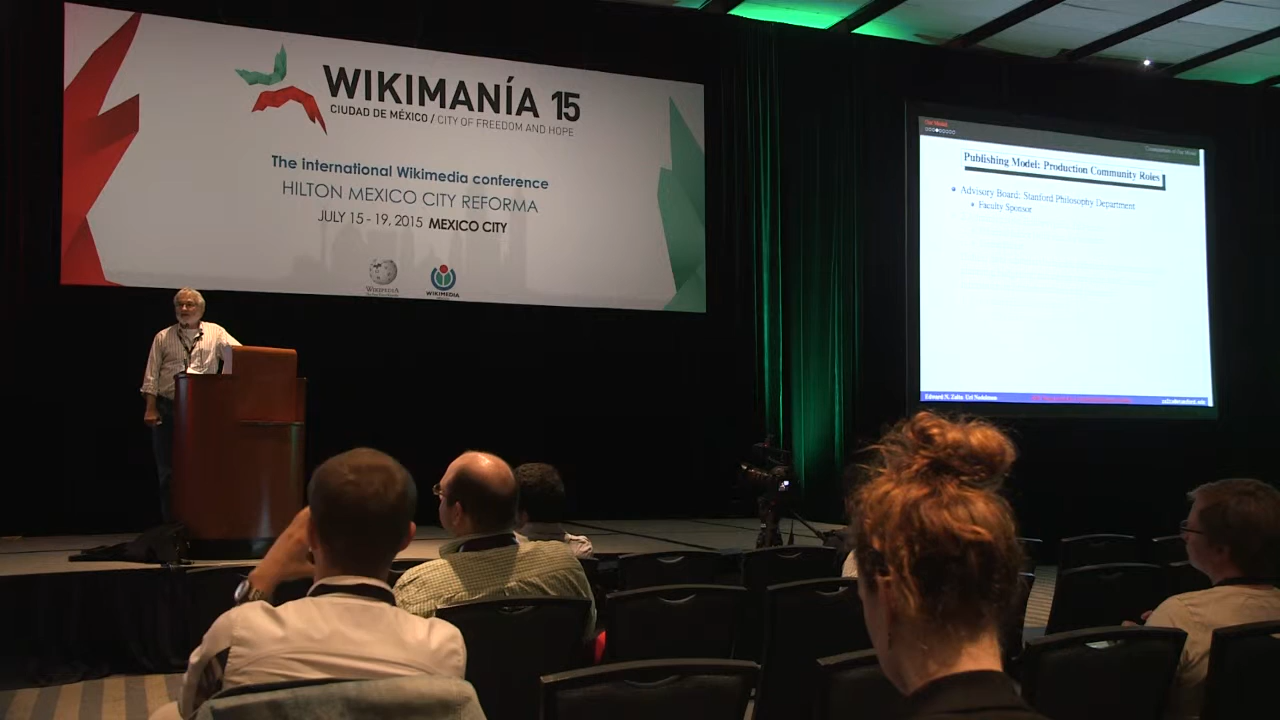 WIKIMANÍA 15
CIUDAD DE MÉXICO / CITY OF FREEDOM AND HOPE
The international Wikimedia conference
HILTON MEXICO CITY REFORMA
JULY 15 - 19, 2015 MEXICO CITY
WIKIPEDIA
WIKIMEDIA
Our Model
Publishing Model: Production Community Roles
Advisory Board: Stanford Philosophy Department
Faculty Sponsor
Edward N. Zalta, Uri Nodelman